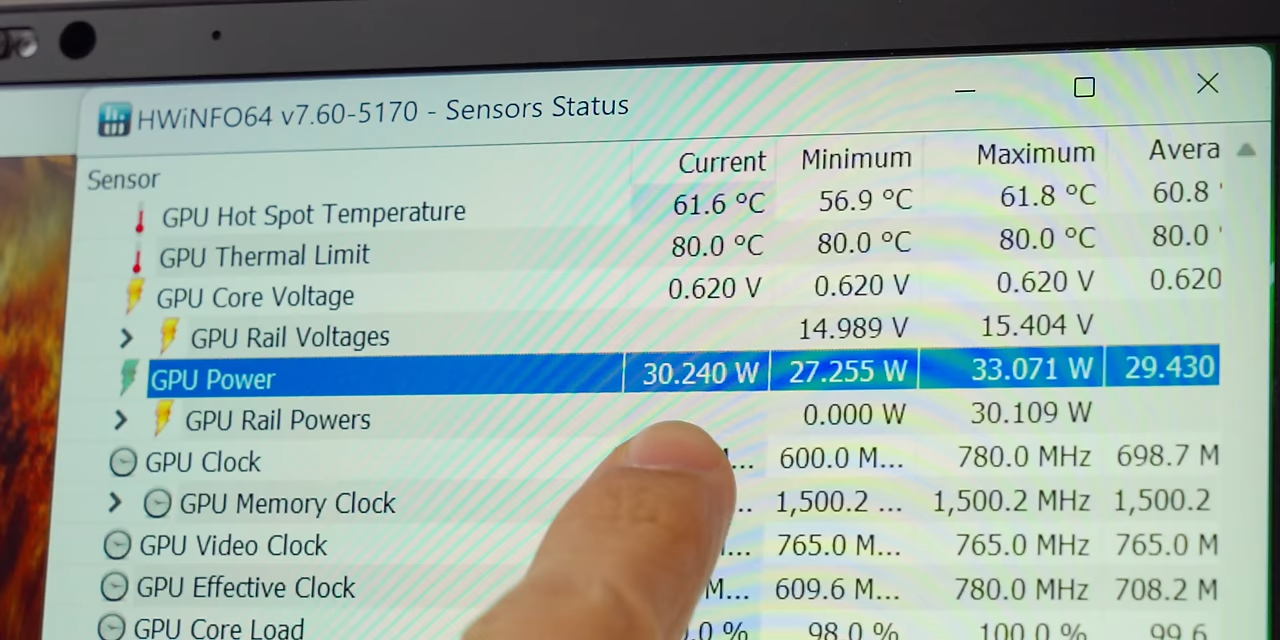 HWiNFO64 v7.60-5170 - Sensors Status
Sensor Current Minimum Maximum Avera
GPU Hot Spot Temperature 61.6 °C 56.9 °C 61.8 °C 60.8 °
GPU Thermal Limit 80.0 °C 80.0 °C 80.0 °C 80.0 °
GPU Core Voltage 0.620 V 0.620 V 0.620 V 0.620
GPU Rail Voltages 14.989 V 15.404 V
GPU Power 30.240 W 27.255 W 33.071 W 29.430
GPU Rail Powers 0.000 W 30.109 W
GPU Clock ... 600.0 M... 780.0 MHz 698.7 M
GPU Memory Clock .. 1,500.2 ... 1,500.2 MHz 1,500.2
GPU Video Clock ... 765.0 M... 765.0 MHz 765.0 M
GPU Effective Clock M... 609.6 M... 780.0 MHz 708.2 M
GPU Core Load .0 % 98.0 % 100.0 % 99.6